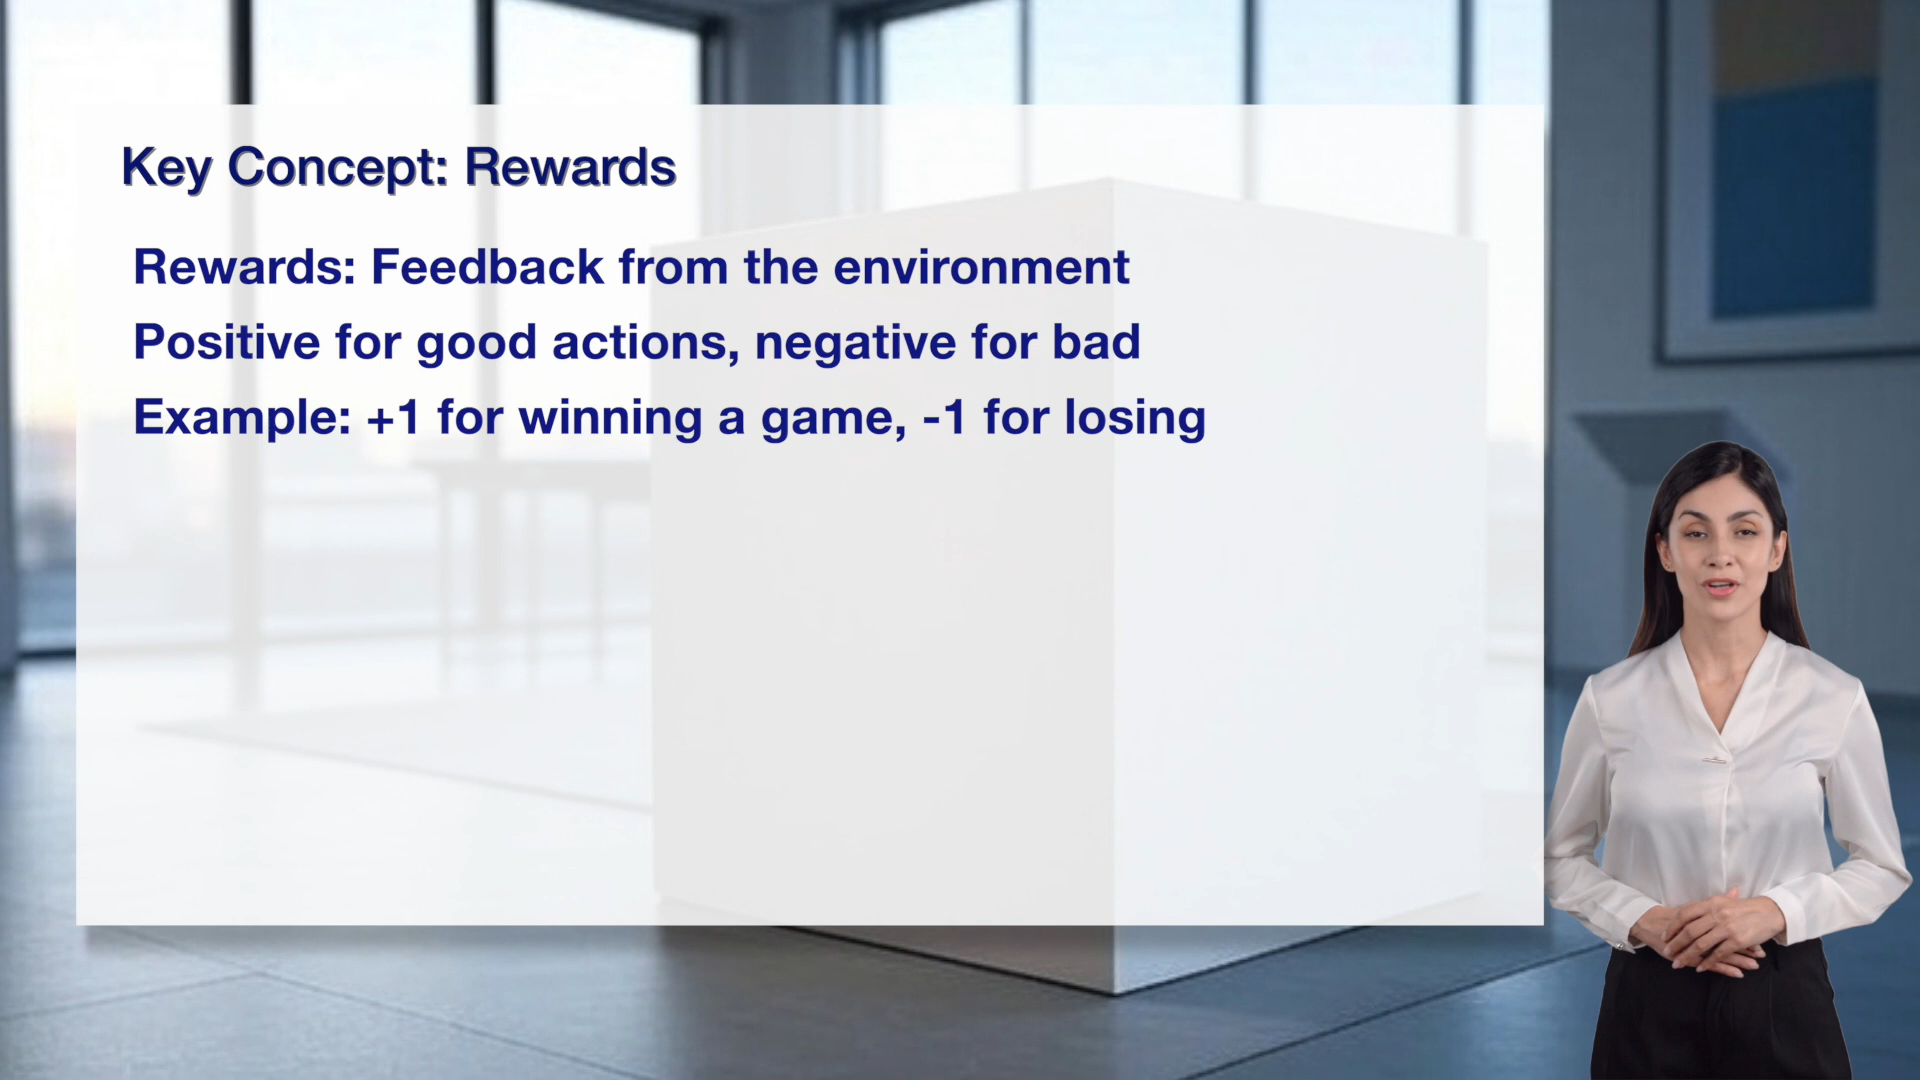 Key Concept: Rewards
Rewards: Feedback from the environment
Positive for good actions, negative for bad
Example: +1 for winning a game, -1 for losing